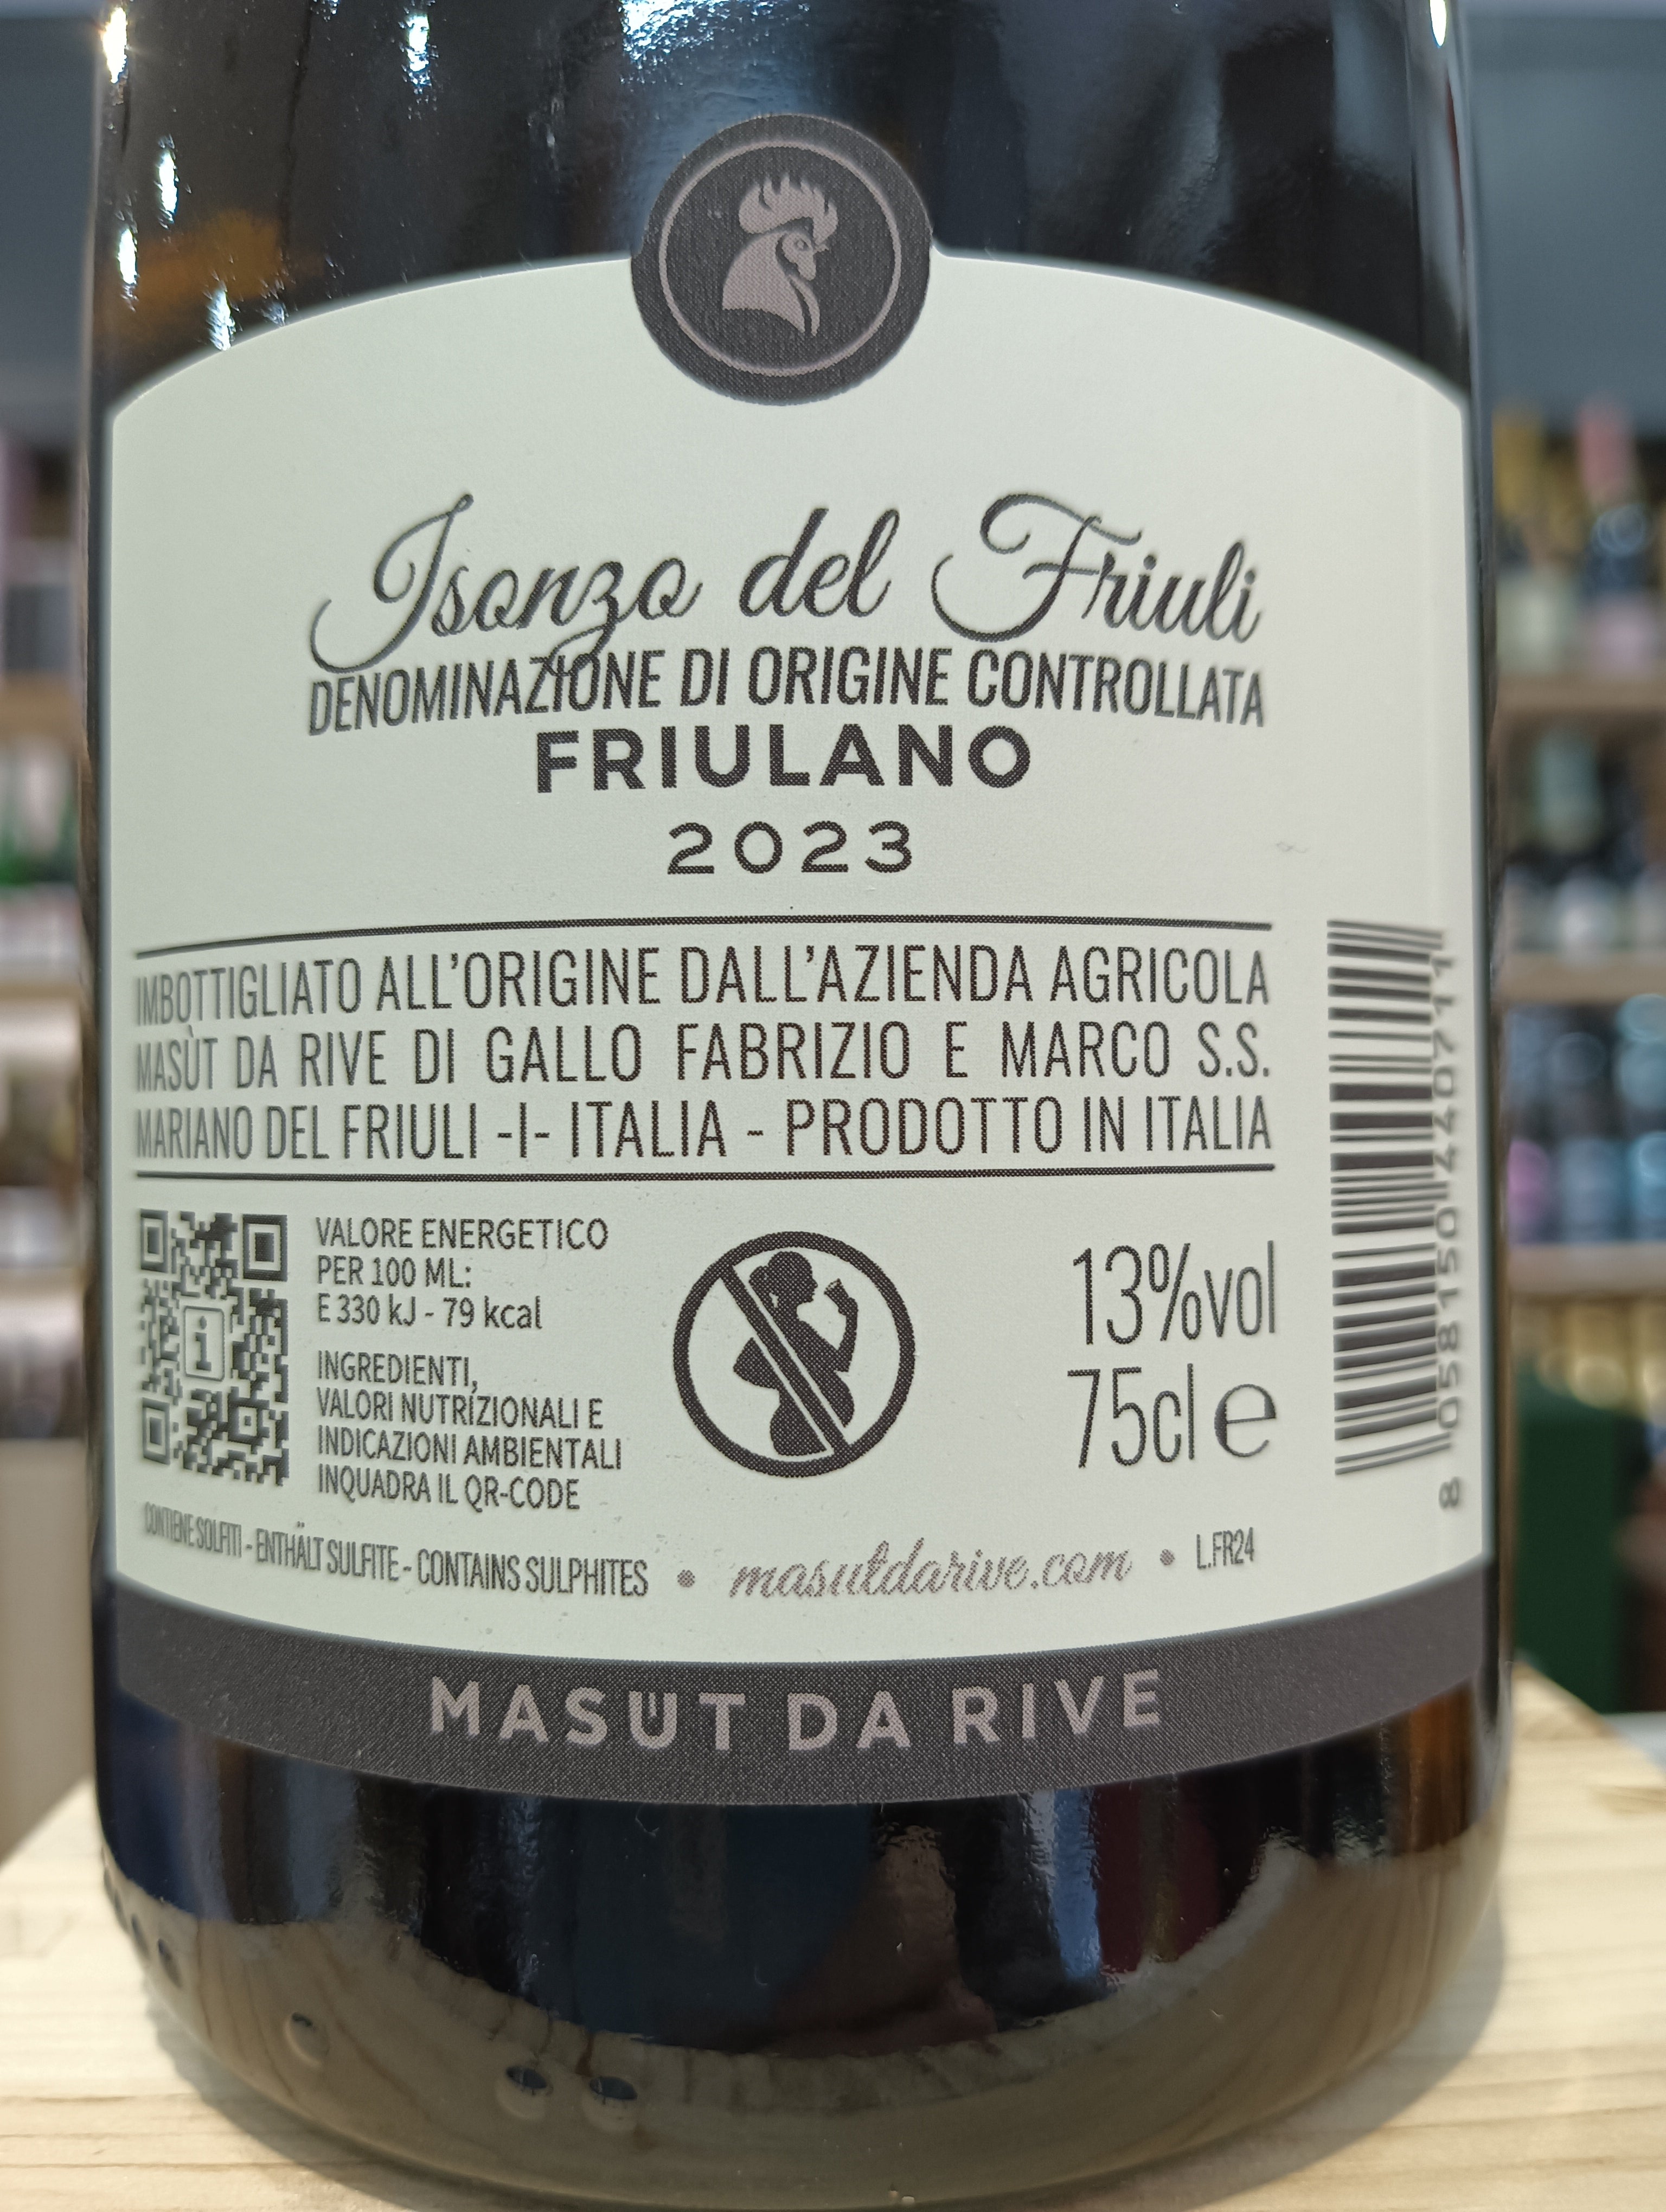 Isonzo del Friuli
DENOMINAZIONE DI ORIGINE CONTROLLATA
FRIULANO
2023
IMBOTTIGLIATO ALL'ORIGINE DALL'AZIENDA AGRICOLA
MASÙT DA RIVE DI GALLO FABRIZIO E MARCO S.S.
MARIANO DEL FRIULI -I- ITALIA - PRODOTTO IN ITALIA
VALORE ENERGETICO
PER 100 ML:
E 330 kJ - 79 kcal
INGREDIENTI,
VALORI NUTRIZIONALI E
INDICAZIONI AMBIENTALI
INQUADRA IL QR-CODE
i
13%vol
75cl e
8 058150 440711
CONTIENE SOLFITI - ENTHÄLT SULFITE - CONTAINS SULPHITES • masutdarive.com • L.FR24
MASÙT DA RIVE